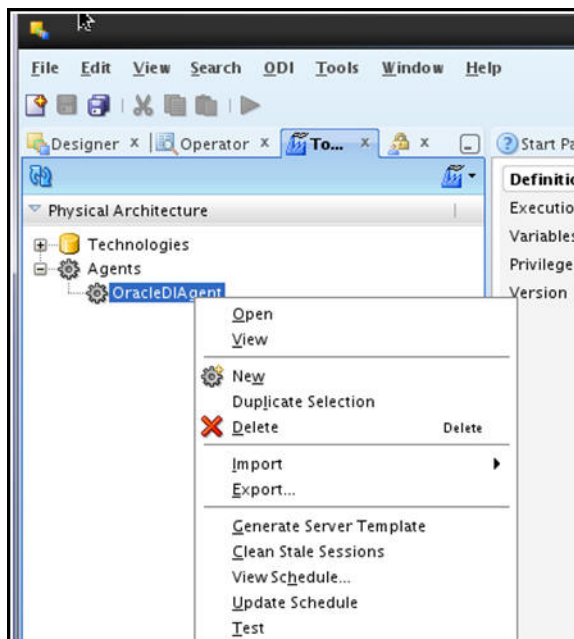 File Edit View Search ODI Tools Window Help
Designer x Operator x To... x x Start Pa
Physical Architecture
Definitio
Executio
Variables
Privilege
Version
Technologies
Agents
OracleDIAgent
Open
View
New
Duplicate Selection
Delete Delete
Import
Export...
Generate Server Template
Clean Stale Sessions
View Schedule...
Update Schedule
Test